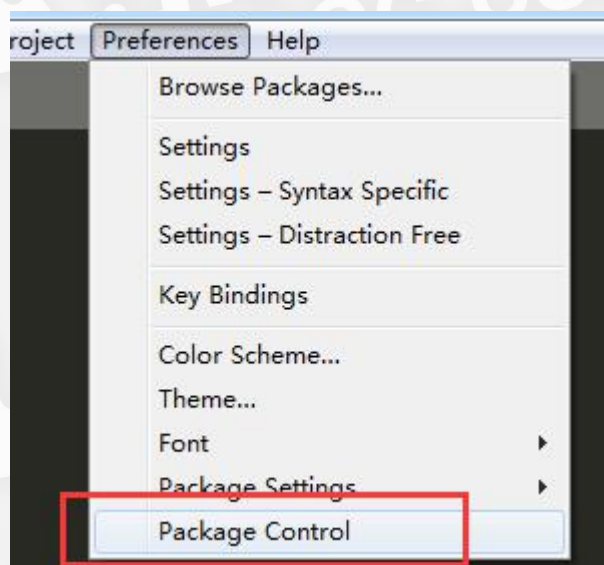 roject Preferences Help
Browse Packages...
Settings
Settings – Syntax Specific
Settings – Distraction Free
Key Bindings
Color Scheme...
Theme...
Font
Package Settings
Package Control